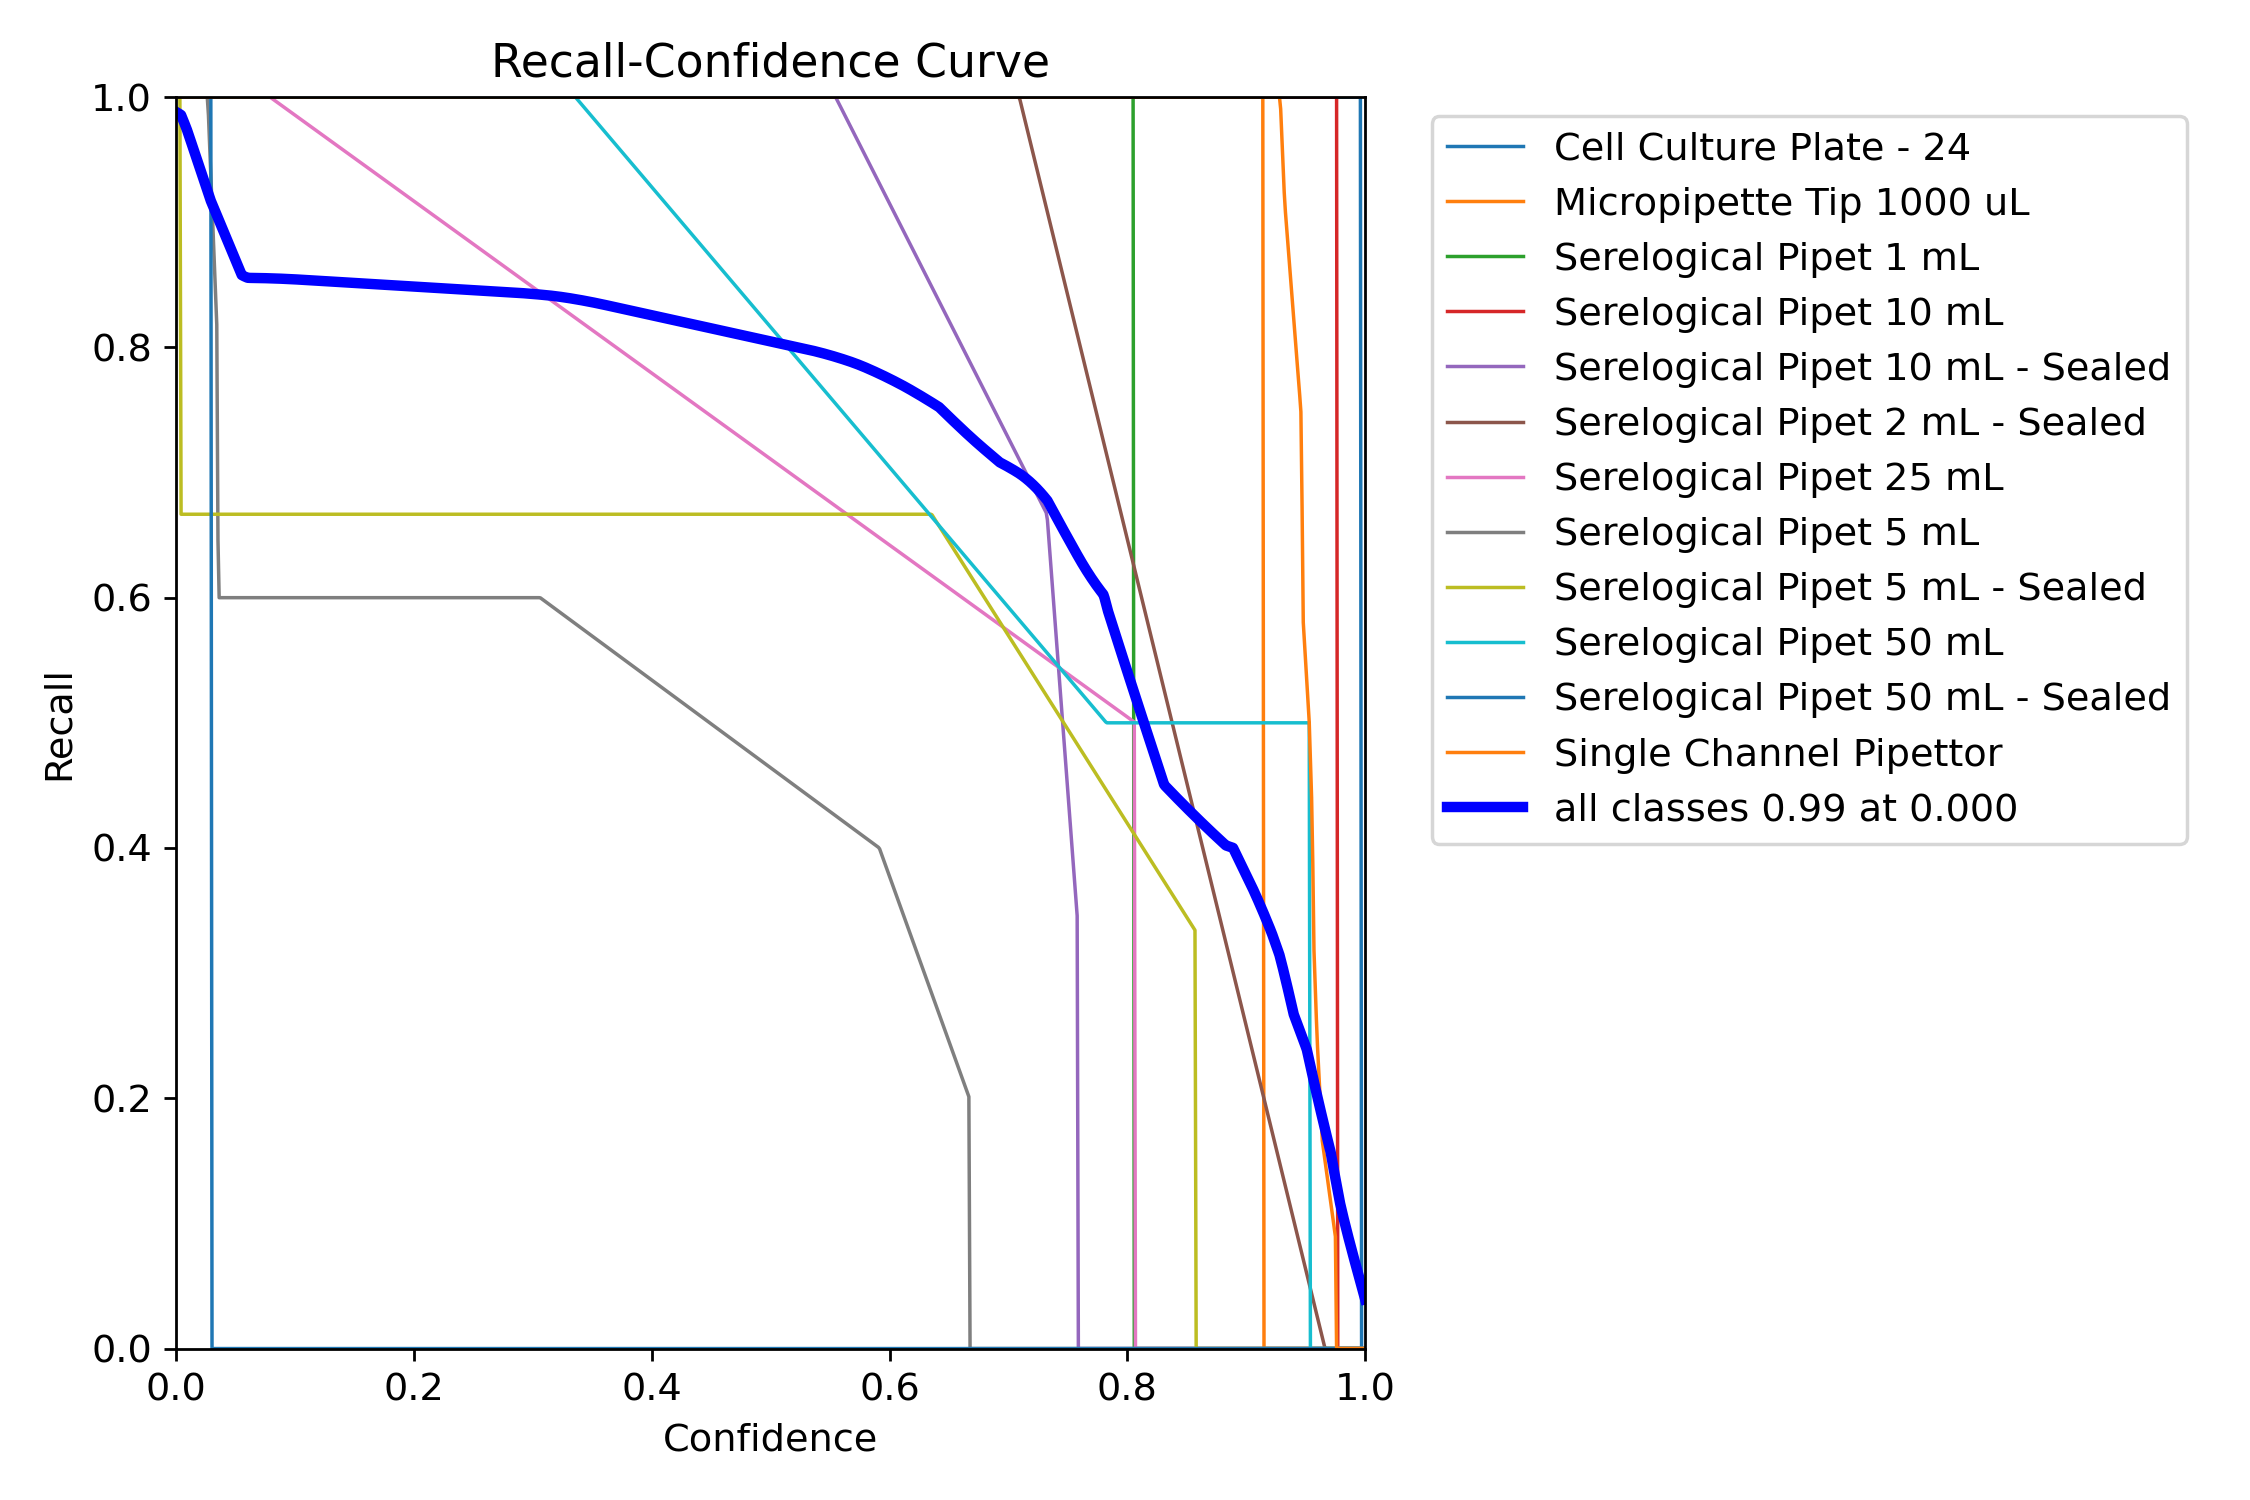 Recall-Confidence Curve
1.0
0.8
0.6
0.4
0.2
0.0
Recall
0.0 0.2 0.4 0.6 0.8 1.0
Confidence
Cell Culture Plate - 24
Micropipette Tip 1000 uL
Serelogical Pipet 1 mL
Serelogical Pipet 10 mL
Serelogical Pipet 10 mL - Sealed
Serelogical Pipet 2 mL - Sealed
Serelogical Pipet 25 mL
Serelogical Pipet 5 mL
Serelogical Pipet 5 mL - Sealed
Serelogical Pipet 50 mL
Serelogical Pipet 50 mL - Sealed
Single Channel Pipettor
all classes 0.99 at 0.000